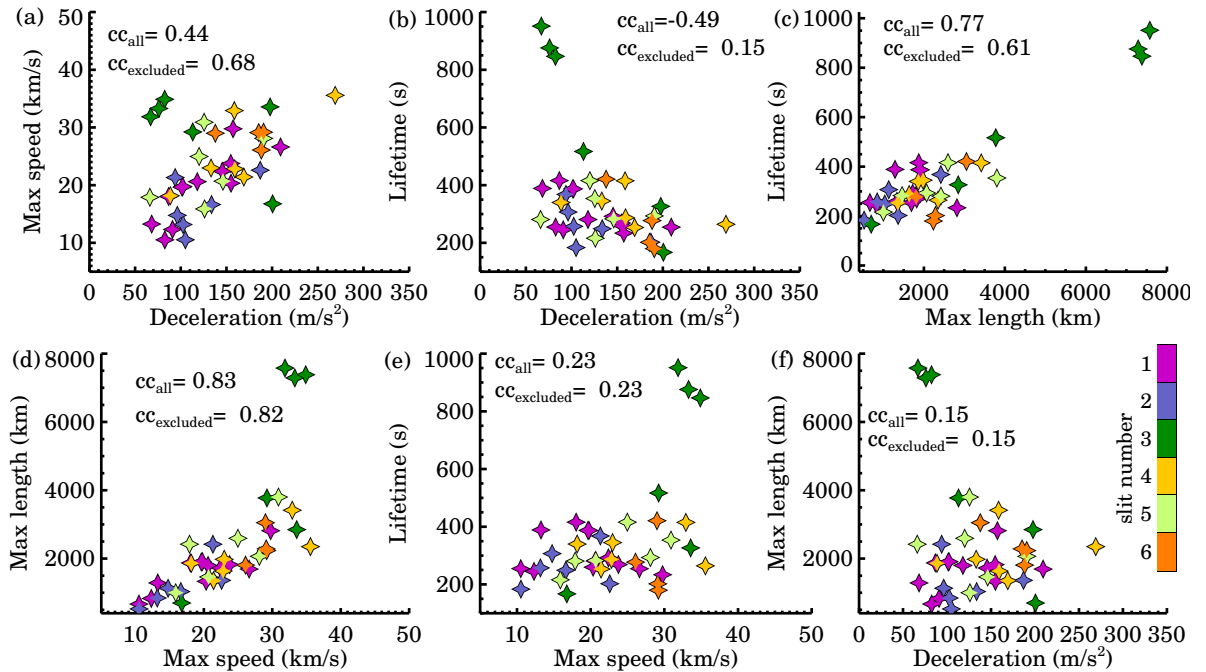 (a)
cc_all= 0.44
cc_excluded= 0.68
Max speed (km/s)
50
40
30
20
10
0 50 100 150 200 250 300 350
Deceleration (m/s²)
(b)
cc_all=-0.49
cc_excluded= 0.15
Lifetime (s)
1000
800
600
400
200
0 50 100 150 200 250 300 350
Deceleration (m/s²)
(c)
cc_all= 0.77
cc_excluded= 0.61
Lifetime (s)
1000
800
600
400
200
0
2000 4000 6000 8000
Max length (km)
(d)
cc_all= 0.83
cc_excluded= 0.82
Max length (km)
8000
6000
4000
2000
10 20 30 40 50
Max speed (km/s)
(e)
cc_all= 0.23
cc_excluded= 0.23
Lifetime (s)
1000
800
600
400
200
10 20 30 40 50
Max speed (km/s)
(f)
cc_all= 0.15
cc_excluded= 0.15
Max length (km)
8000
6000
4000
2000
0 50 100 150 200 250 300 350
Deceleration (m/s²)
slit number
1
2
3
4
5
6